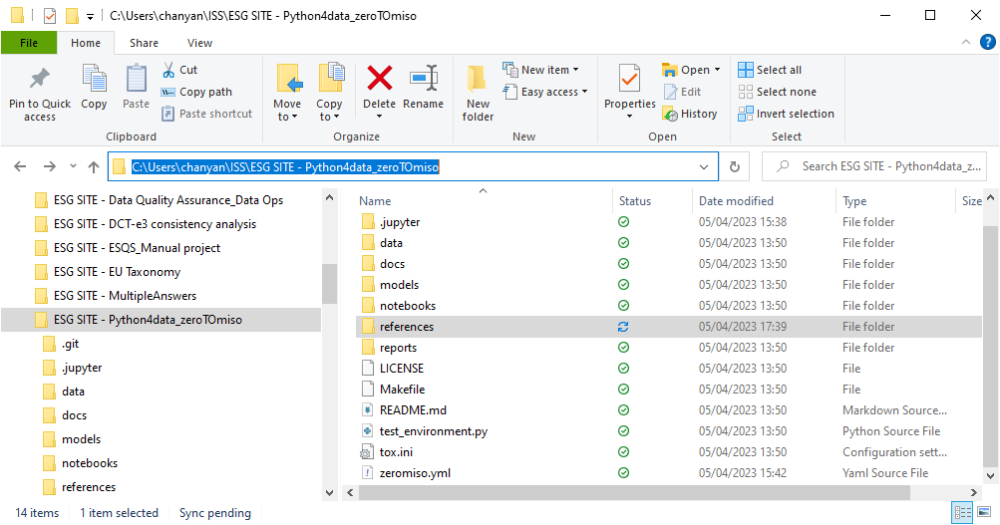 C:\Users\chanyan\ISS\ESG SITE - Python4data_zeroTOmiso
File Home Share View
Pin to Quick access
Copy
Paste
Cut
Copy path
Paste shortcut
Clipboard
Move to
Copy to
Delete
Rename
Organize
New folder
New item
Easy access
New
Properties
Open
Edit
History
Open
Select all
Select none
Invert selection
Select
C:\Users\chanyan\ISS\ESG SITE - Python4data_zeroTOmiso
Search ESG SITE - Python4data_z...
ESG SITE - Data Quality Assurance_Data Ops
ESG SITE - DCT-e3 consistency analysis
ESG SITE - ESQS_Manual project
ESG SITE - EU Taxonomy
ESG SITE - MultipleAnswers
ESG SITE - Python4data_zeroTOmiso
.git
.jupyter
data
docs
models
notebooks
references
Name Status Date modified Type Size
.jupyter 05/04/2023 15:38 File folder
data 05/04/2023 13:50 File folder
docs 05/04/2023 13:50 File folder
models 05/04/2023 13:50 File folder
notebooks 05/04/2023 13:50 File folder
references 05/04/2023 17:39 File folder
reports 05/04/2023 13:50 File folder
LICENSE 05/04/2023 13:50 File
Makefile 05/04/2023 13:50 File
README.md 05/04/2023 13:50 Markdown Source...
test_environment.py 05/04/2023 13:50 Python Source File
tox.ini 05/04/2023 13:50 Configuration sett...
zeromiso.yml 05/04/2023 15:42 Yaml Source File
14 items 1 item selected Sync pending